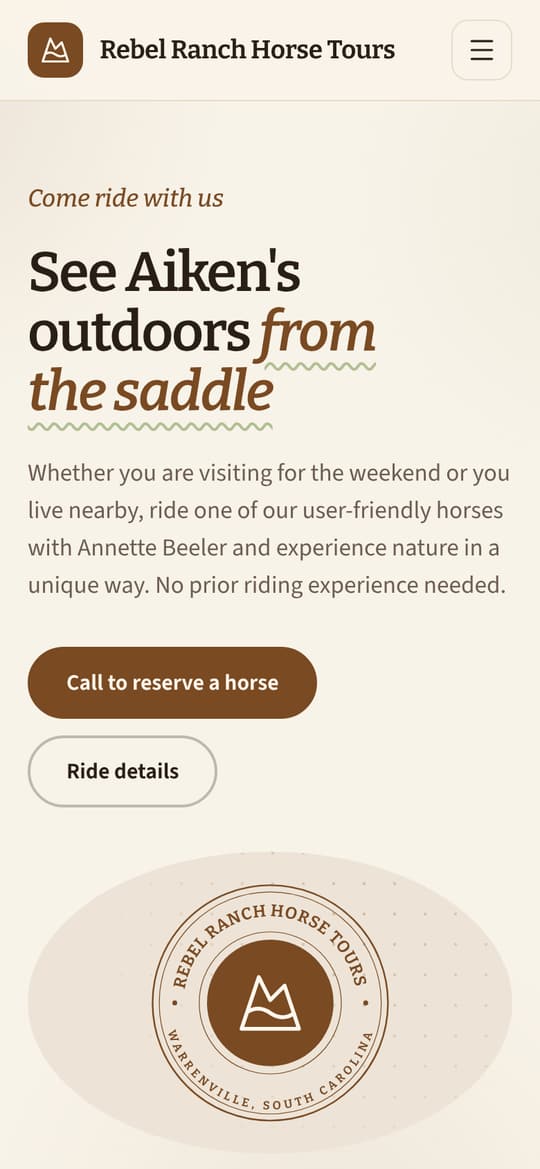 Rebel Ranch Horse Tours
Come ride with us
See Aiken's
outdoors from
the saddle
Whether you are visiting for the weekend or you
live nearby, ride one of our user-friendly horses
with Annette Beeler and experience nature in a
unique way. No prior riding experience needed.
Call to reserve a horse
Ride details
• REBEL RANCH HORSE TOURS •
WARRENVILLE, SOUTH CAROLINA